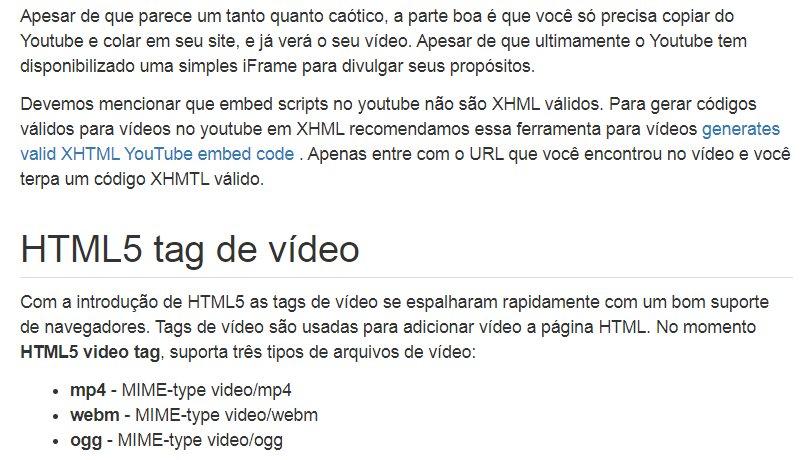 Apesar de que parece um tanto quanto caótico, a parte boa é que você só precisa copiar do
Youtube e colar em seu site, e já verá o seu vídeo. Apesar de que ultimamente o Youtube tem
disponibilizado uma simples iFrame para divulgar seus propósitos.
Devemos mencionar que embed scripts no youtube não são XHML válidos. Para gerar códigos
válidos para vídeos no youtube em XHML recomendamos essa ferramenta para vídeos generates
valid XHTML YouTube embed code . Apenas entre com o URL que você encontrou no vídeo e você
terpa um código XHMTL válido.
HTML5 tag de vídeo
Com a introdução de HTML5 as tags de vídeo se espalharam rapidamente com um bom suporte
de navegadores. Tags de vídeo são usadas para adicionar vídeo a página HTML. No momento
HTML5 video tag, suporta três tipos de arquivos de vídeo:
• mp4 - MIME-type video/mp4
• webm - MIME-type video/webm
• ogg - MIME-type video/ogg